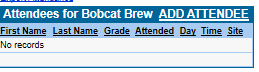 Attendees for Bobcat Brew ADD ATTENDEE
First Name Last Name Grade Attended Day Time Site
No records